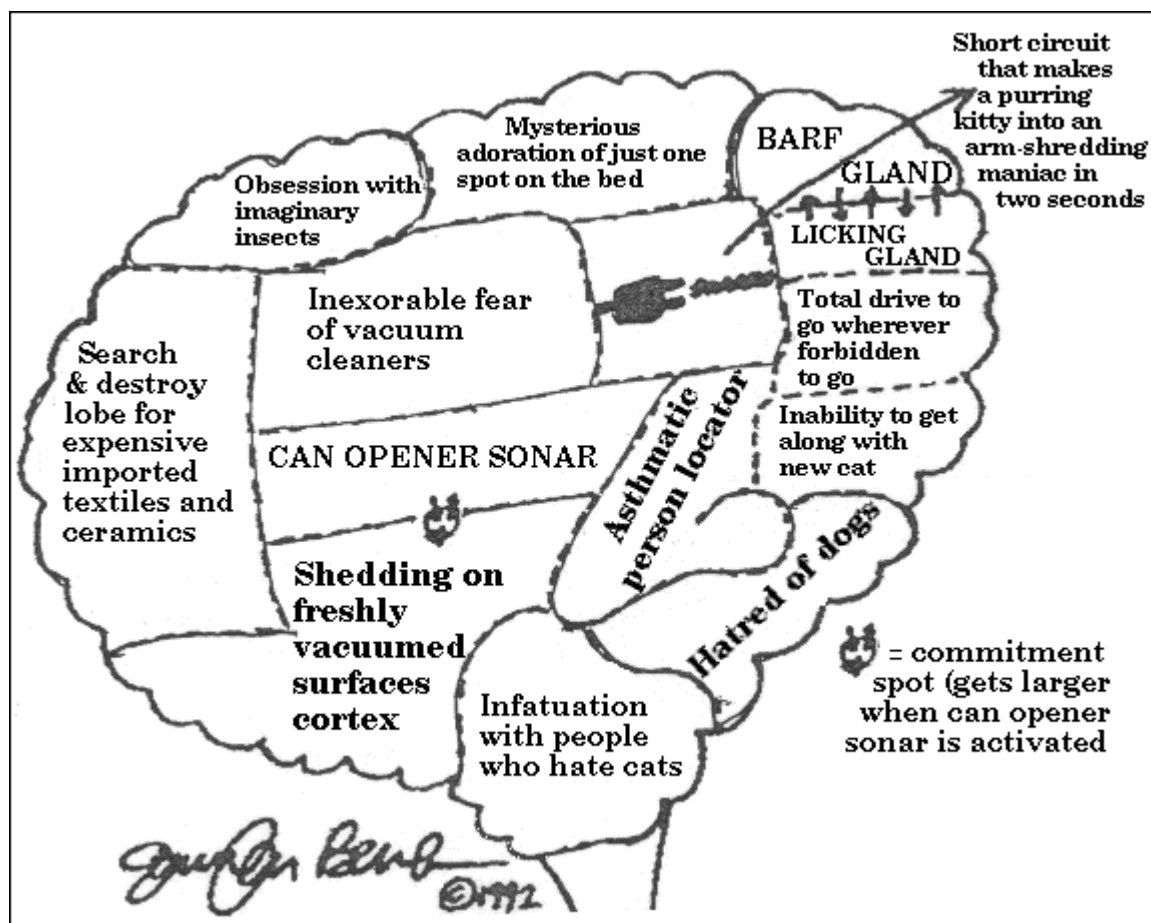 Short circuit
that makes
a purring
kitty into an
arm-shredding
maniac in
two seconds
BARF
GLAND
LICKING
GLAND
Mysterious
adoration of just one
spot on the bed
Obsession with
imaginary
insects
Inexorable fear
of vacuum
cleaners
Total drive to
go wherever
forbidden
to go
Search
& destroy
lobe for
expensive
imported
textiles and
ceramics
CAN OPENER SONAR
Asthmatic
person locator
Inability to get
along with
new cat
Shedding on
freshly
vacuumed
surfaces
cortex
Hatred of dogs
Infatuation
with people
who hate cats
= commitment
spot (gets larger
when can opener
sonar is activated
©1992